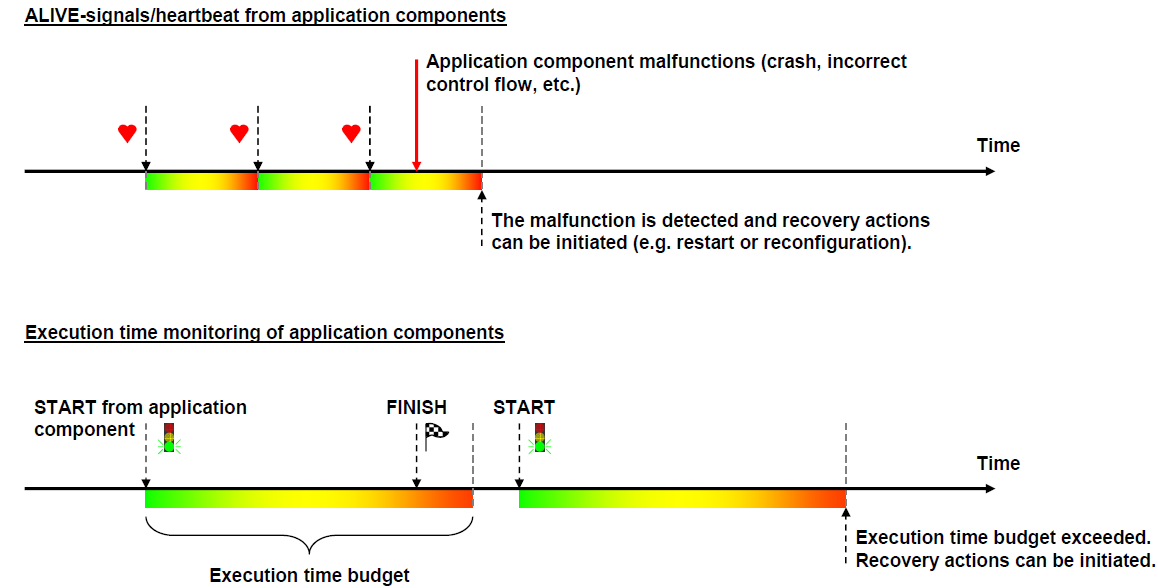 ALIVE-signals/heartbeat from application components
Application component malfunctions (crash, incorrect
control flow, etc.)
Time
The malfunction is detected and recovery actions
can be initiated (e.g. restart or reconfiguration).
Execution time monitoring of application components
START from application
component
FINISH
START
Time
Execution time budget exceeded.
Recovery actions can be initiated.
Execution time budget